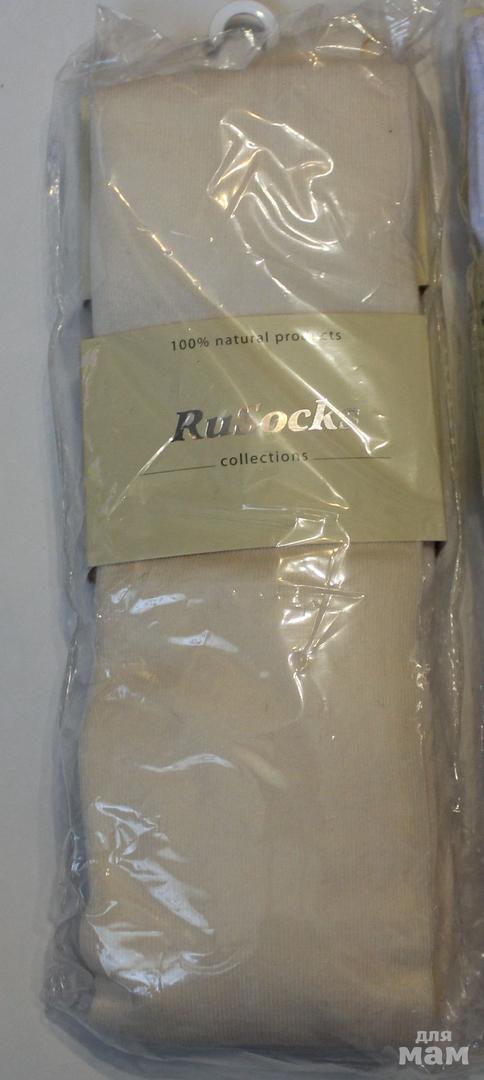 100% natural products
RuSocks
collections
для
мам